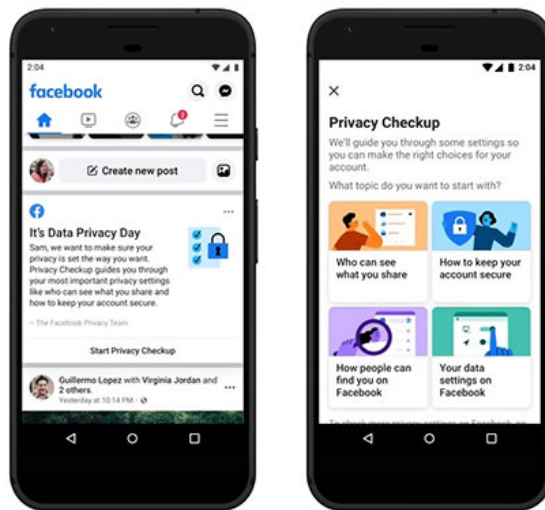 2:04
facebook
2
Create new post
It's Data Privacy Day
Sam, we want to make sure your
privacy is set the way you want.
Privacy Checkup guides you through
your most important privacy settings
like who can see what you share and
how to keep your account secure.
- The Facebook Privacy Team
Start Privacy Checkup
Guillermo Lopez with Virginia Jordan and
2 others.
Yesterday at 10:14 PM ·
2:04
Privacy Checkup
We'll guide you through some settings so
you can make the right choices for your
account.
What topic do you want to start with?
Who can see
what you share
How to keep your
account secure
How people can
find you on
Facebook
Your data
settings on
Facebook